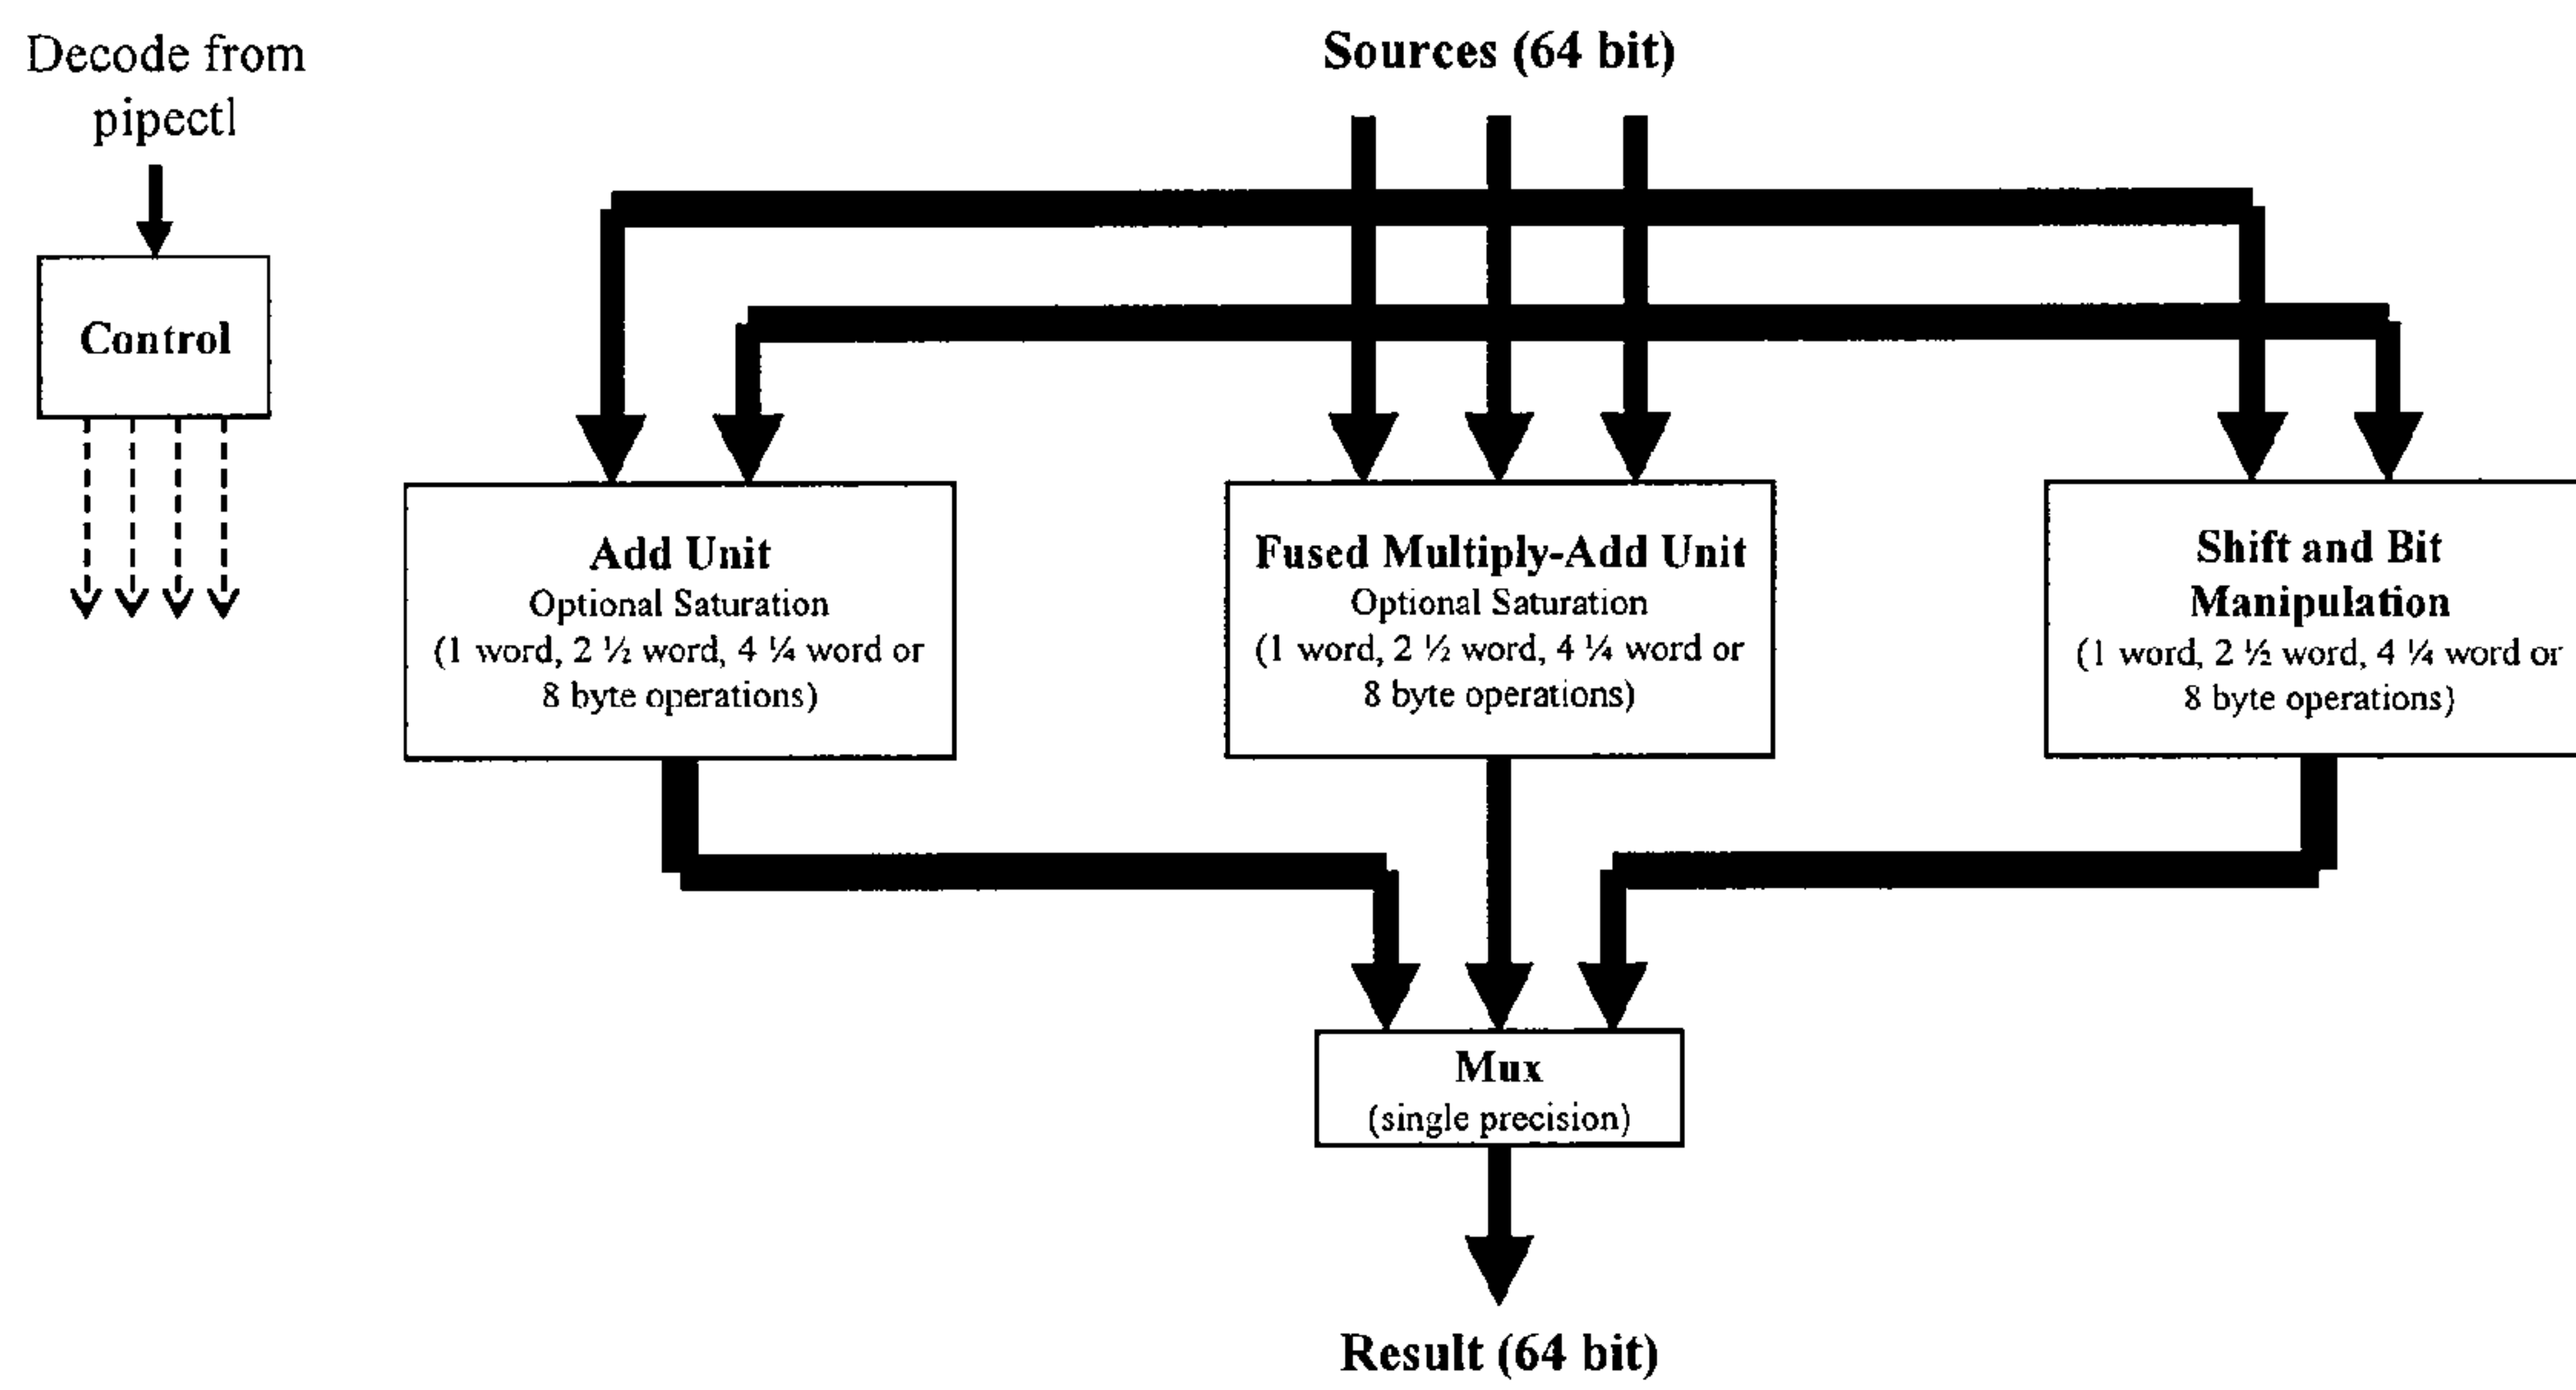 Decode from
pipectl
Control
Sources (64 bit)
Add Unit
Optional Saturation
(1 word, 2 ½ word, 4 ¼ word or
8 byte operations)
Fused Multiply-Add Unit
Optional Saturation
(1 word, 2 ½ word, 4 ¼ word or
8 byte operations)
Shift and Bit
Manipulation
(1 word, 2 ½ word, 4 ¼ word or
8 byte operations)
Mux
(single precision)
Result (64 bit)